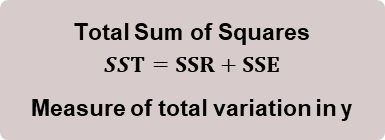 Total Sum of Squares
SST = SSR + SSE
Measure of total variation in y